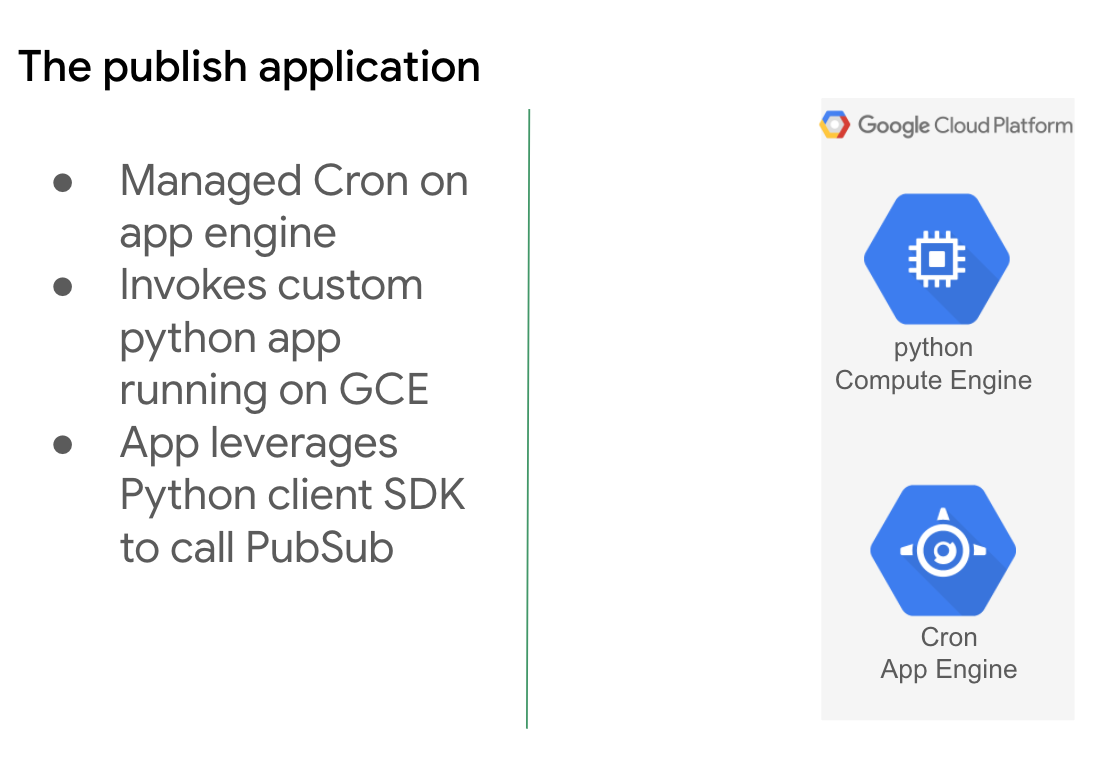 The publish application
● Managed Cron on
app engine
● Invokes custom
python app
running on GCE
● App leverages
Python client SDK
to call PubSub
Google Cloud Platform
python
Compute Engine
Cron
App Engine